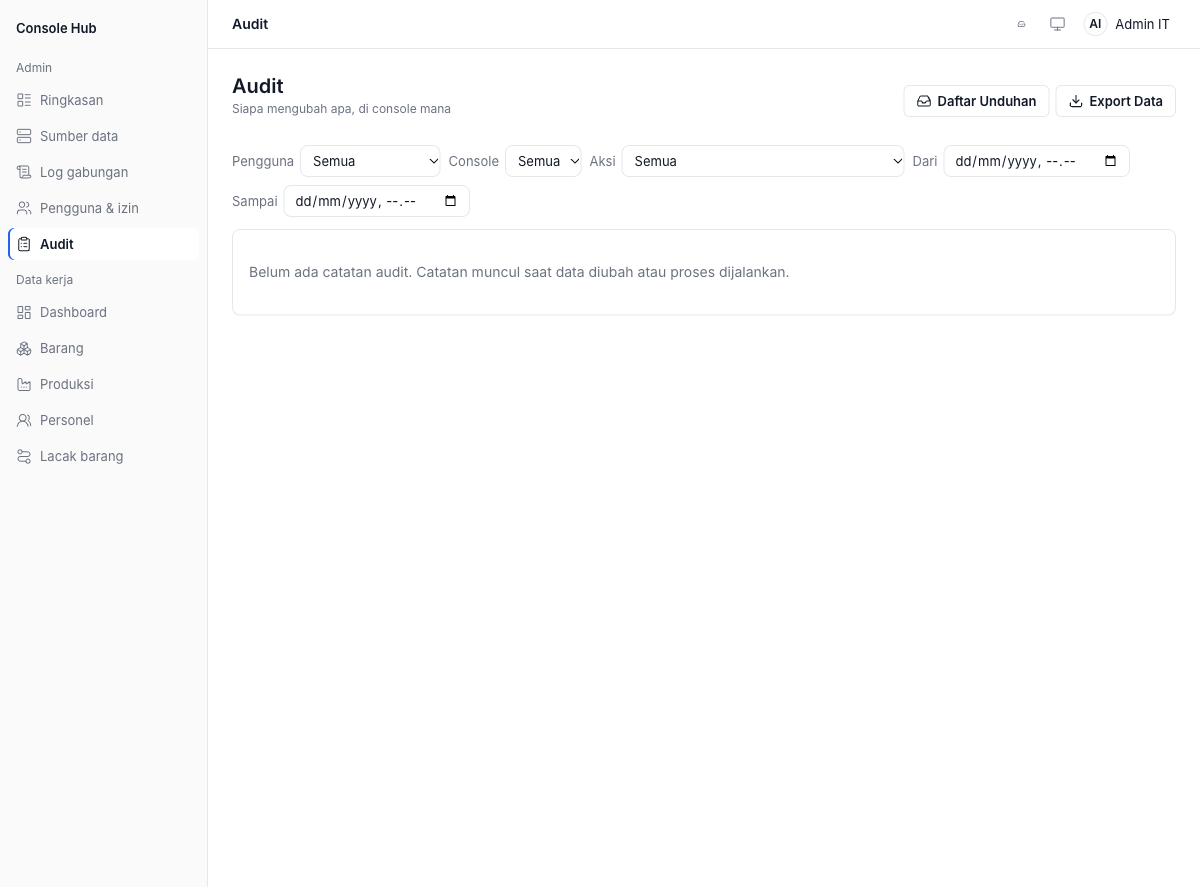 Console Hub
Admin
Ringkasan
Sumber data
Log gabungan
Pengguna & izin
Audit
Data kerja
Dashboard
Barang
Produksi
Personel
Lacak barang
Audit
AI Admin IT
Audit
Siapa mengubah apa, di console mana
Daftar Unduhan Export Data
Pengguna Semua Console Semua Aksi Semua Dari dd/mm/yyyy, --.--
Sampai dd/mm/yyyy, --.--
Belum ada catatan audit. Catatan muncul saat data diubah atau proses dijalankan.